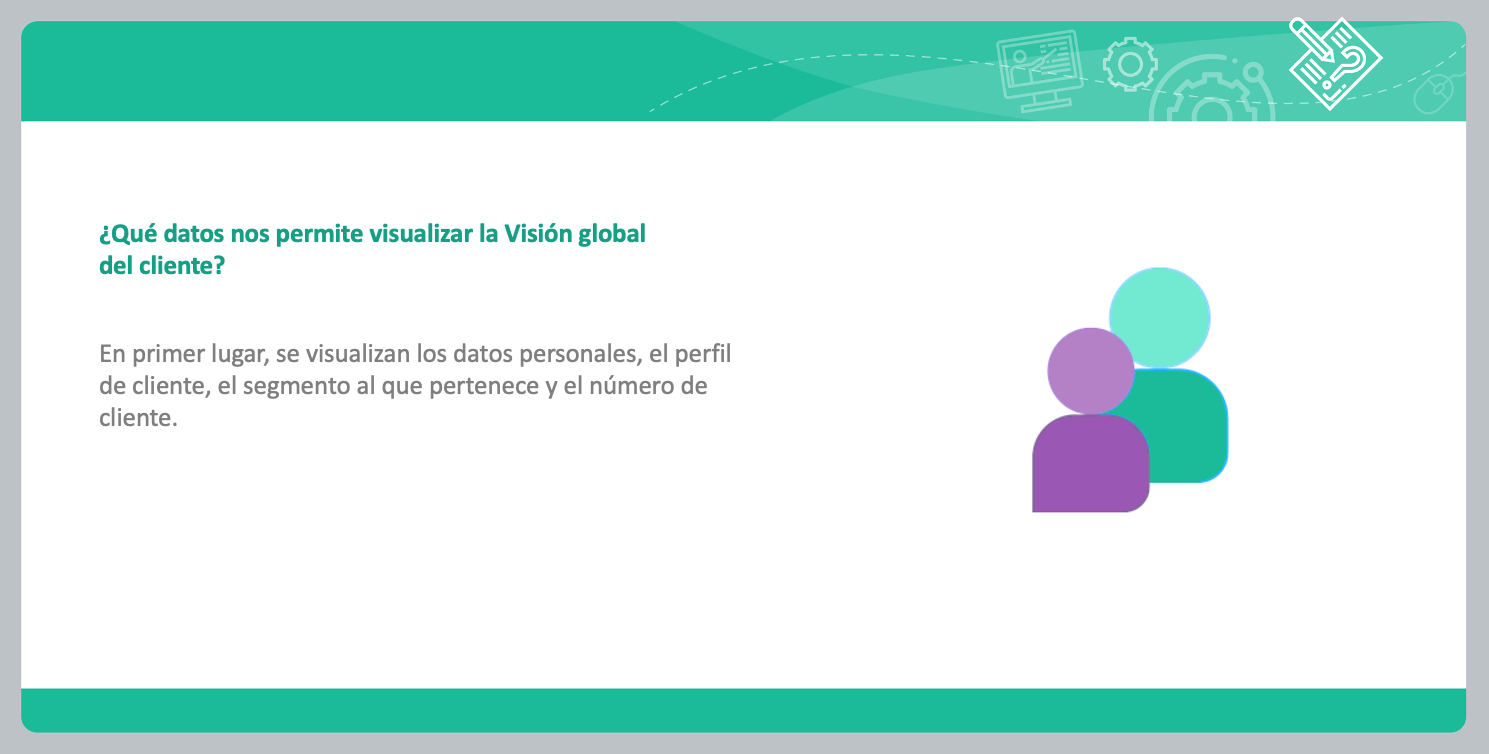 ¿Qué datos nos permite visualizar la Visión global
del cliente?
En primer lugar, se visualizan los datos personales, el perfil
de cliente, el segmento al que pertenece y el número de
cliente.